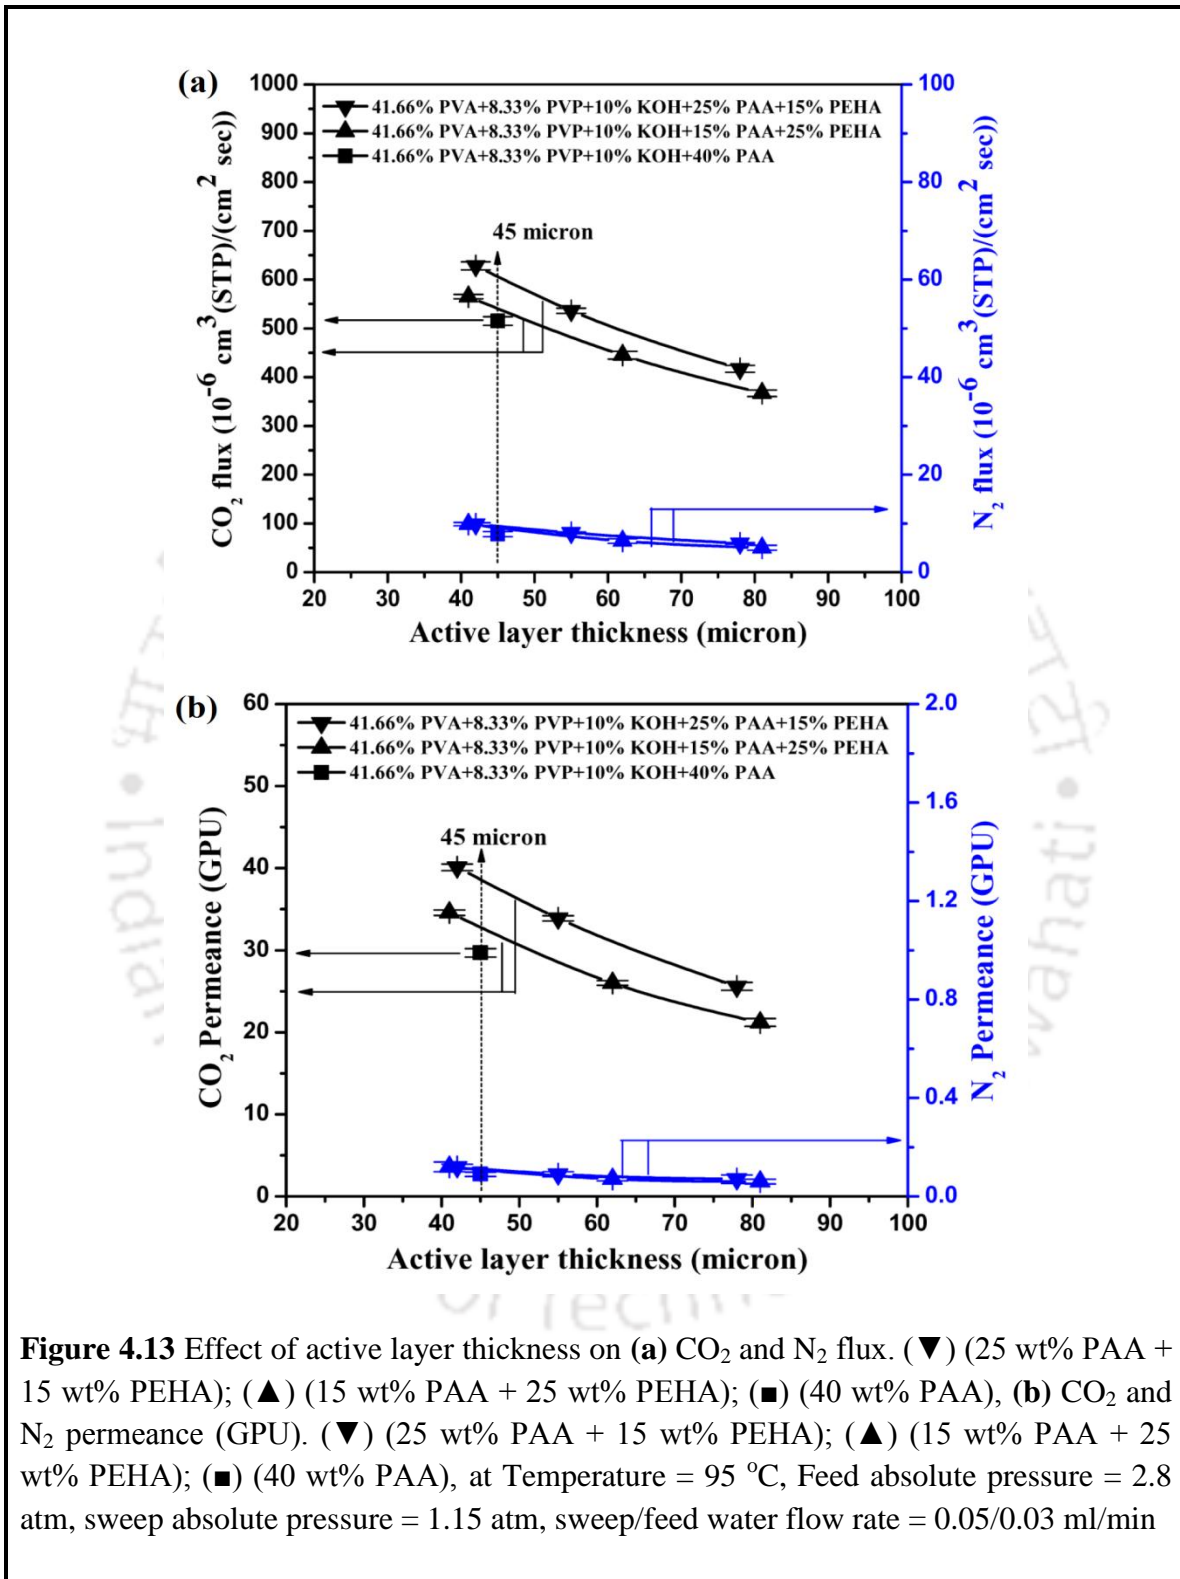 (a)
1000
900
800
700
600
500
400
300
200
100
0
CO2 flux (10-6 cm3 (STP)/(cm2 sec))
41.66% PVA+8.33% PVP+10% KOH+25% PAA+15% PEHA
41.66% PVA+8.33% PVP+10% KOH+15% PAA+25% PEHA
41.66% PVA+8.33% PVP+10% KOH+40% PAA
45 micron
100
80
60
40
20
0
N2 flux (10-6 cm3 (STP)/(cm2 sec))
20 30 40 50 60 70 80 90 100
Active layer thickness (micron)
(b)
60
50
40
30
20
10
0
CO2 Permeance (GPU)
41.66% PVA+8.33% PVP+10% KOH+25% PAA+15% PEHA
41.66% PVA+8.33% PVP+10% KOH+15% PAA+25% PEHA
41.66% PVA+8.33% PVP+10% KOH+40% PAA
45 micron
2.0
1.6
1.2
0.8
0.4
0.0
N2 Permeance (GPU)
20 30 40 50 60 70 80 90 100
Active layer thickness (micron)
Figure 4.13 Effect of active layer thickness on (a) CO2 and N2 flux. (▼) (25 wt% PAA +
15 wt% PEHA); (▲) (15 wt% PAA + 25 wt% PEHA); (■) (40 wt% PAA), (b) CO2 and
N2 permeance (GPU). (▼) (25 wt% PAA + 15 wt% PEHA); (▲) (15 wt% PAA + 25
wt% PEHA); (■) (40 wt% PAA), at Temperature = 95 oC, Feed absolute pressure = 2.8
atm, sweep absolute pressure = 1.15 atm, sweep/feed water flow rate = 0.05/0.03 ml/min